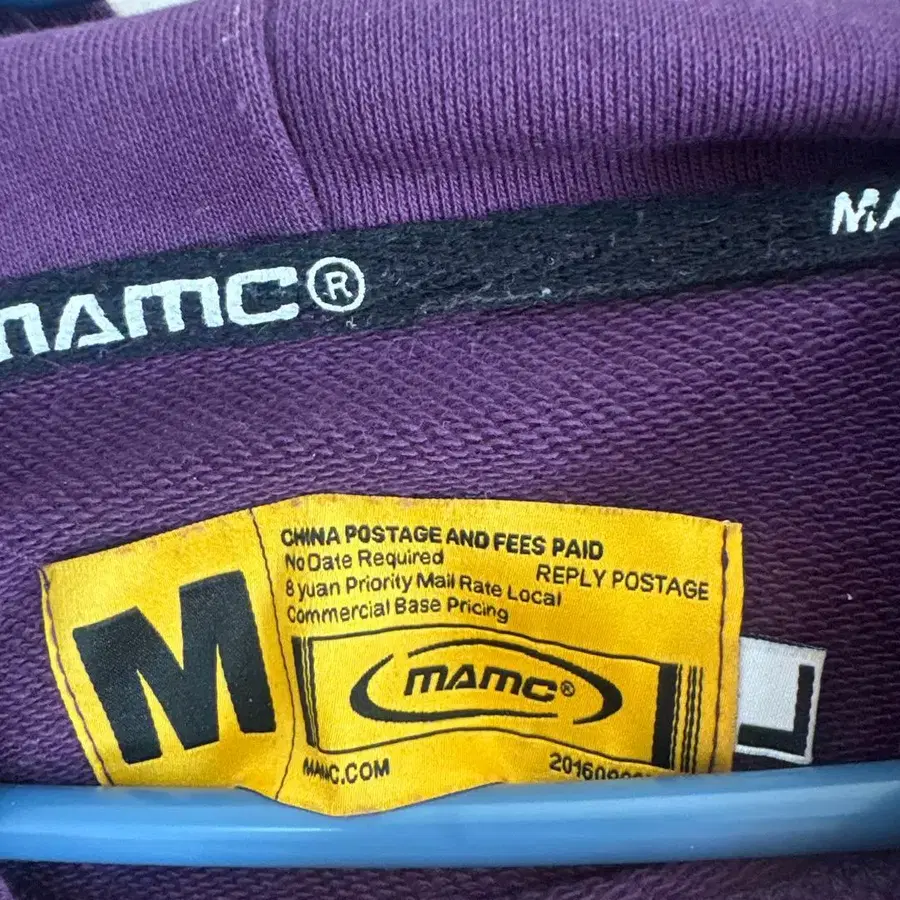 MAMC®
M
CHINA POSTAGE AND FEES PAID
No Date Required
REPLY POSTAGE
8 yuan Priority Mail Rate Local
Commercial Base Pricing
MAMC®
MAMC.COM
L